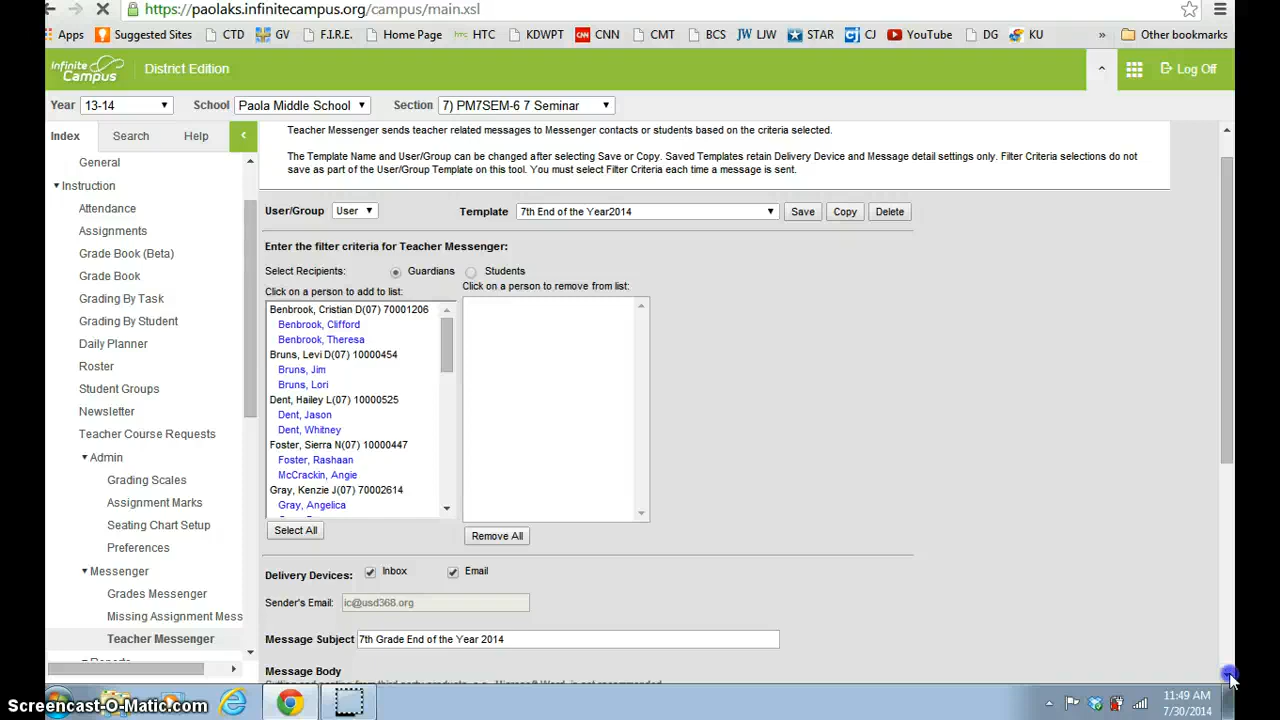 https://paolaks.infinitecampus.org/campus/main.xsl
Apps Suggested Sites CTD GV F.I.R.E. Home Page HTC KDWPT CNN CMT BCS LJW STAR CJ YouTube DG KU » Other bookmarks
Infinite Campus District Edition Log Off
Year 13-14 School Paola Middle School Section 7) PM7SEM-6 7 Seminar
Index Search Help
General
Instruction
Attendance
Assignments
Grade Book (Beta)
Grade Book
Grading By Task
Grading By Student
Daily Planner
Roster
Student Groups
Newsletter
Teacher Course Requests
Admin
Grading Scales
Assignment Marks
Seating Chart Setup
Preferences
Messenger
Grades Messenger
Missing Assignment Mess
Teacher Messenger
Teacher Messenger sends teacher related messages to Messenger contacts or students based on the criteria selected.
The Template Name and User/Group can be changed after selecting Save or Copy. Saved Templates retain Delivery Device and Message detail settings only. Filter Criteria selections do not
save as part of the User/Group Template on this tool. You must select Filter Criteria each time a message is sent.
User/Group User Template 7th End of the Year2014 Save Copy Delete
Enter the filter criteria for Teacher Messenger:
Select Recipients: Guardians Students
Click on a person to add to list: Click on a person to remove from list:
Benbrook, Cristian D(07) 70001206
Benbrook, Clifford
Benbrook, Theresa
Bruns, Levi D(07) 10000454
Bruns, Jim
Bruns, Lori
Dent, Hailey L(07) 10000525
Dent, Jason
Dent, Whitney
Foster, Sierra N(07) 10000447
Foster, Rashaan
McCrackin, Angie
Gray, Kenzie J(07) 70002614
Gray, Angelica
Select All Remove All
Delivery Devices: Inbox Email
Sender's Email: ic@usd368.org
Message Subject 7th Grade End of the Year 2014
Message Body
Screencast-O-Matic.com
11:49 AM
7/30/2014